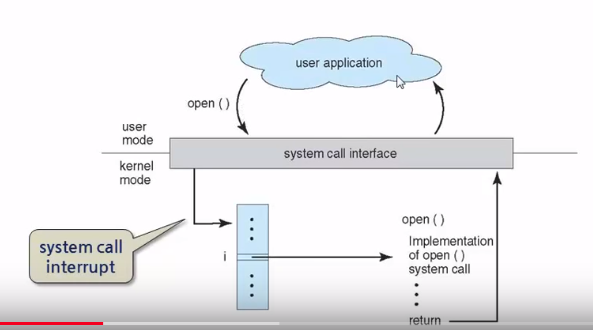 user application
open ( )
user
mode
system call interface
kernel
mode
system call
interrupt
i
open ( )
Implementation
of open ( )
system call
return